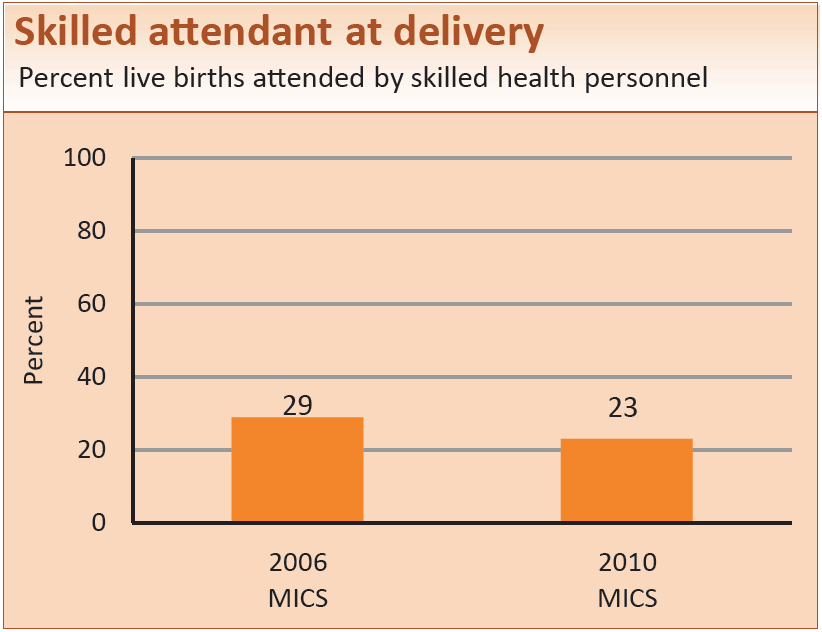 Skilled attendant at delivery
Percent live births attended by skilled health personnel
Percent
100
80
60
40
20
0
29
23
2006
MICS
2010
MICS